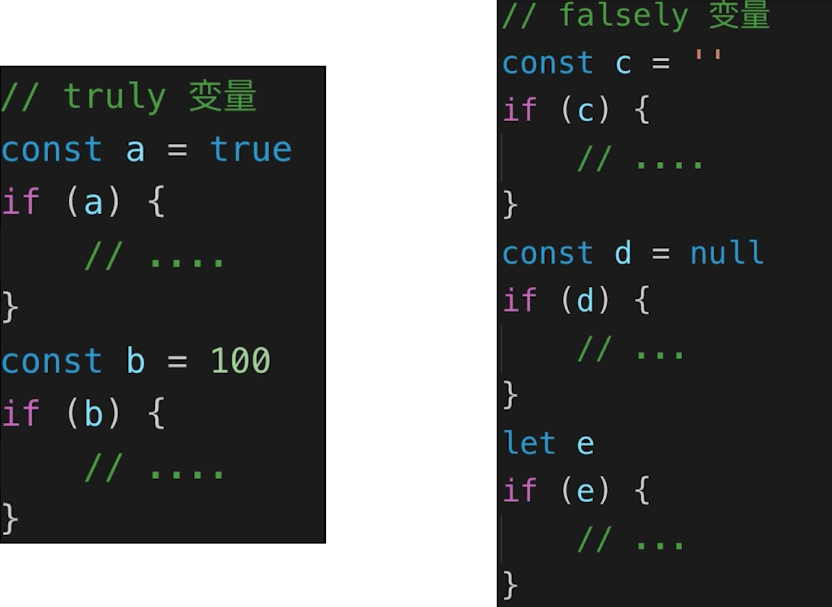 // truly 变量
const a = true
if (a) {
    // ....
}
const b = 100
if (b) {
    // ....
}
// falsely 变量
const c = ''
if (c) {
    // ....
}
const d = null
if (d) {
    // ...
}
let e
if (e) {
    // ...
}